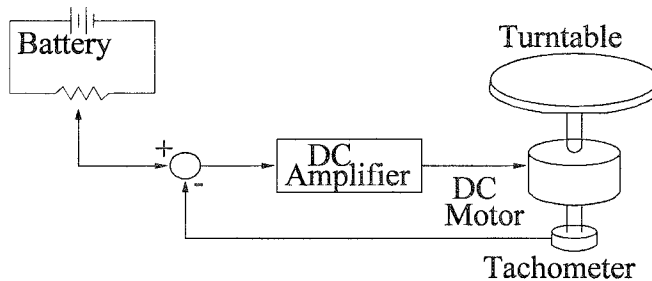 Battery
Turntable
+
-
DC
Amplifier
DC
Motor
Tachometer